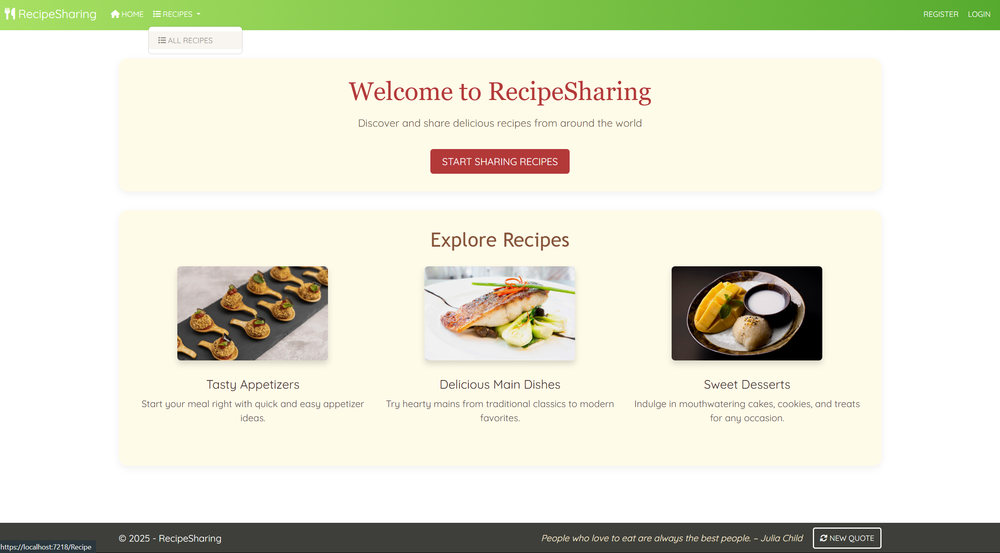 RecipeSharing HOME RECIPES REGISTER LOGIN
ALL RECIPES
Welcome to RecipeSharing
Discover and share delicious recipes from around the world
START SHARING RECIPES
Explore Recipes
Tasty Appetizers
Start your meal right with quick and easy appetizer
ideas.
Delicious Main Dishes
Try hearty mains from traditional classics to modern
favorites.
Sweet Desserts
Indulge in mouthwatering cakes, cookies, and treats
for any occasion.
© 2025 - RecipeSharing
People who love to eat are always the best people. – Julia Child
NEW QUOTE
https://localhost:7218/Recipe